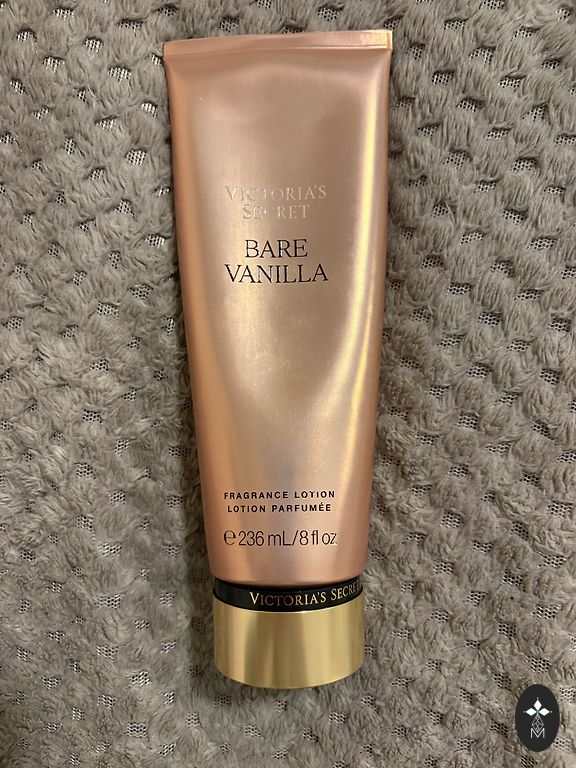 VICTORIA'S
SECRET
BARE
VANILLA
FRAGRANCE LOTION
LOTION PARFUMÉE
℮ 236 mL/8 fl oz
VICTORIA'S SECRET